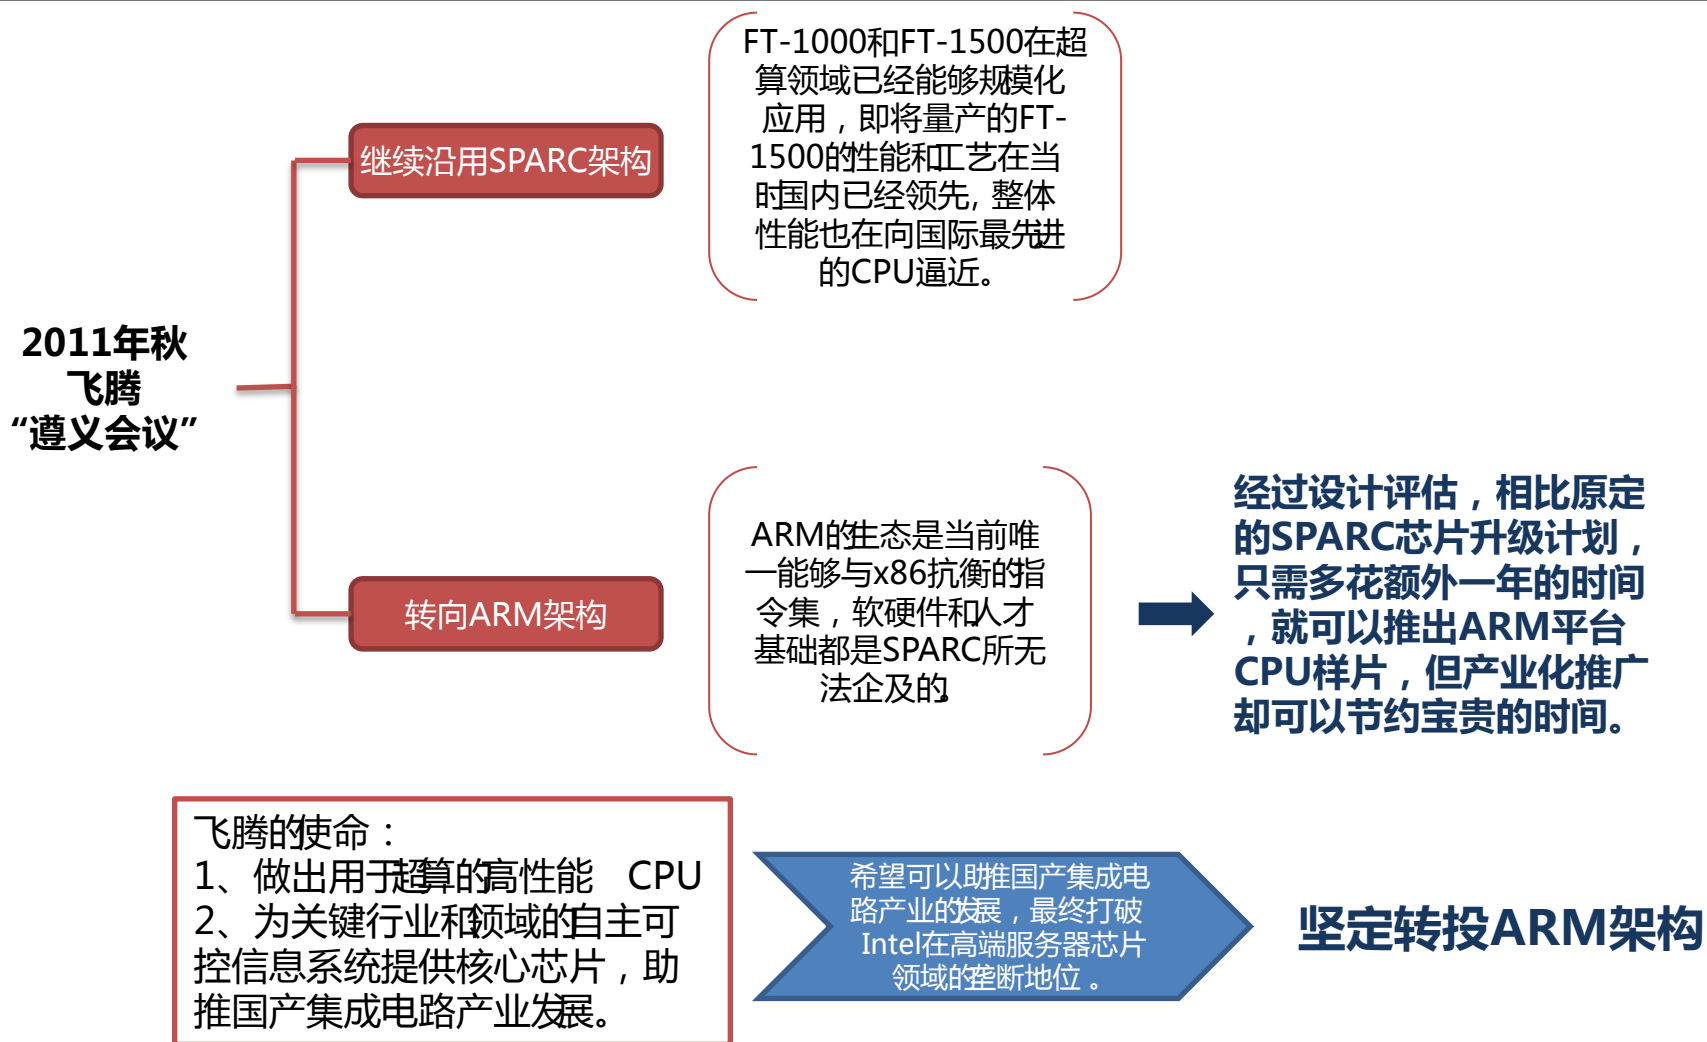 2011年秋
飞腾
“遵义会议”
继续沿用SPARC架构
FT-1000和FT-1500在超
算领域已经能够规模化
应用，即将量产的FT-
1500的性能和工艺在当
时国内已经领先, 整体
性能也在向国际最先进
的CPU逼近。
转向ARM架构
ARM的生态是当前唯
一能够与x86抗衡的指
令集，软硬件和人才
基础都是SPARC所无
法企及的。
经过设计评估，相比原定
的SPARC芯片升级计划，
只需多花额外一年的时间
，就可以推出ARM平台
CPU样片，但产业化推广
却可以节约宝贵的时间。
飞腾的使命：
1、做出用于超算的高性能 CPU
2、为关键行业和领域的自主可
控信息系统提供核心芯片，助
推国产集成电路产业发展。
希望可以助推国产集成电
路产业的发展，最终打破
Intel在高端服务器芯片
领域的垄断地位 。
坚定转投ARM架构